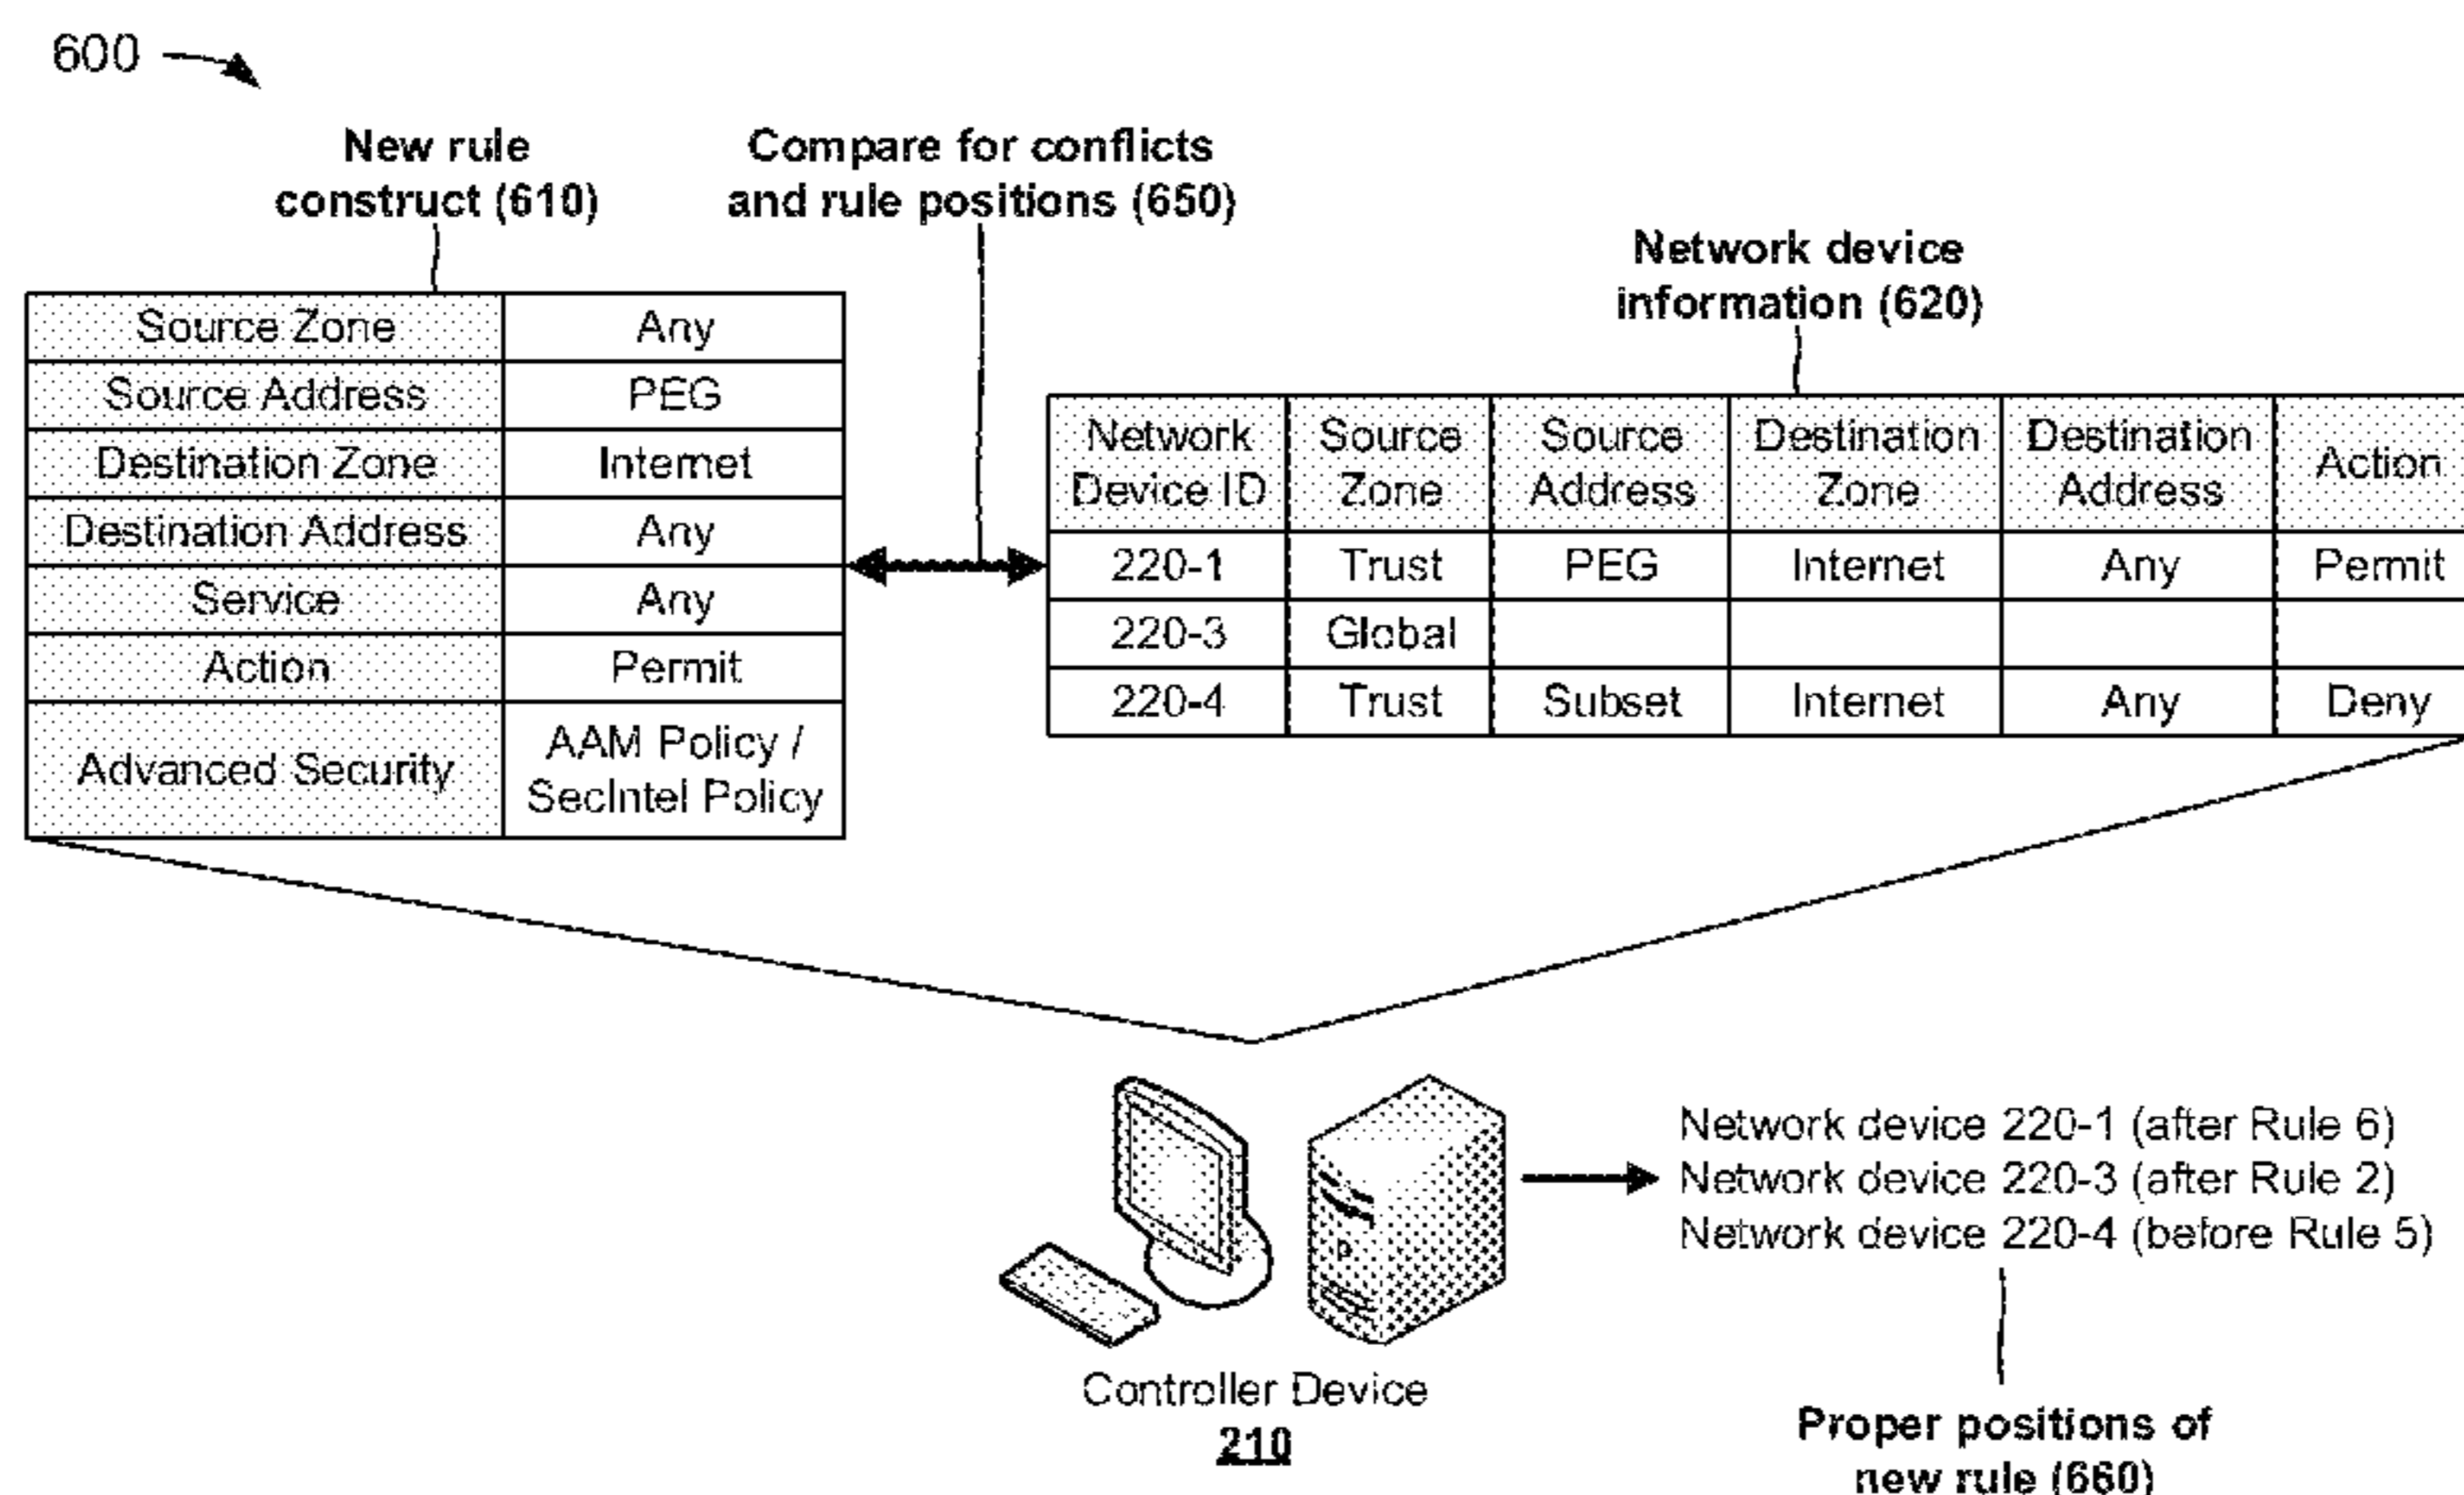 600
New rule
construct (610)
Compare for conflicts
and rule positions (650)
Network device
information (620)
Source Zone Any
Source Address PEG
Destination Zone Internet
Destination Address Any
Service Any
Action Permit
Advanced Security AAM Policy /
SecIntel Policy
Network Source Source Destination Destination Action
Device ID Zone Address Zone Address
220-1 Trust PEG Internet Any Permit
220-3 Global
220-4 Trust Subset Internet Any Deny
Network device 220-1 (after Rule 6)
Network device 220-3 (after Rule 2)
Network device 220-4 (before Rule 5)
Controller Device
210
Proper positions of
new rule (660)